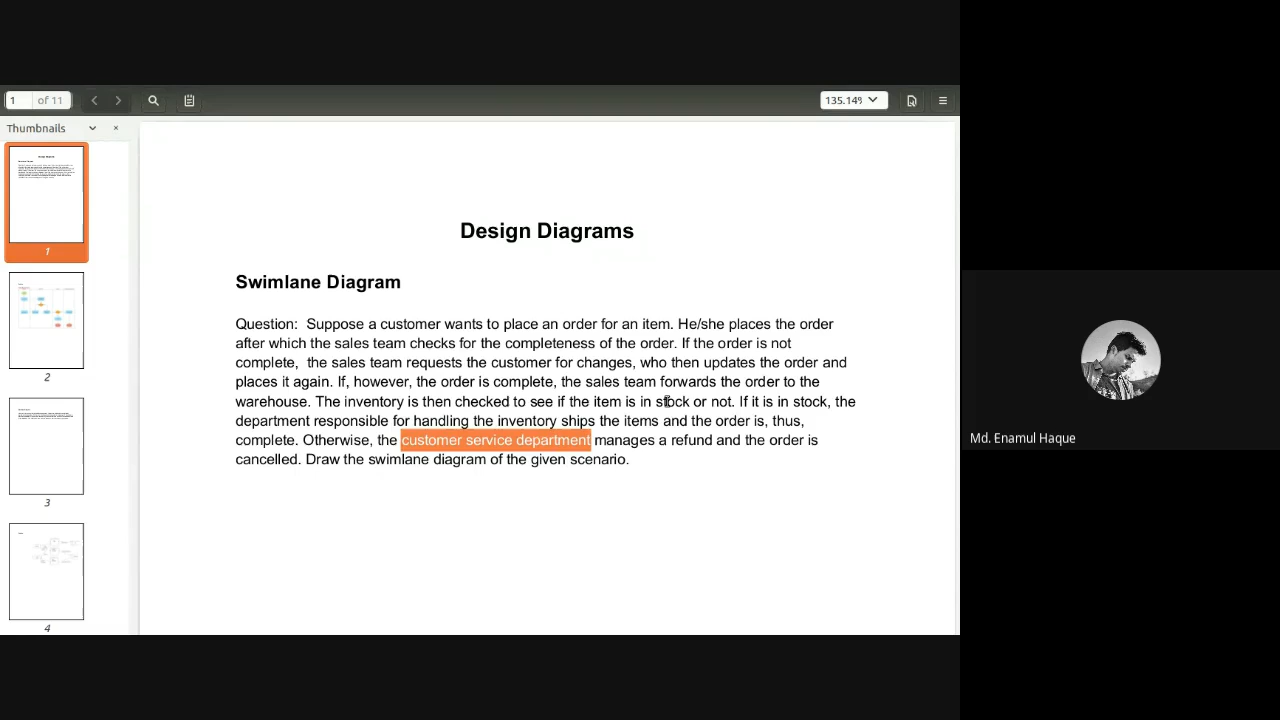 1 of 11
135.14%
Thumbnails
1
2
3
4
Design Diagrams
Swimlane Diagram
Question: Suppose a customer wants to place an order for an item. He/she places the order
after which the sales team checks for the completeness of the order. If the order is not
complete, the sales team requests the customer for changes, who then updates the order and
places it again. If, however, the order is complete, the sales team forwards the order to the
warehouse. The inventory is then checked to see if the item is in stock or not. If it is in stock, the
department responsible for handling the inventory ships the items and the order is, thus,
complete. Otherwise, the customer service department manages a refund and the order is
cancelled. Draw the swimlane diagram of the given scenario.
Md. Enamul Haque